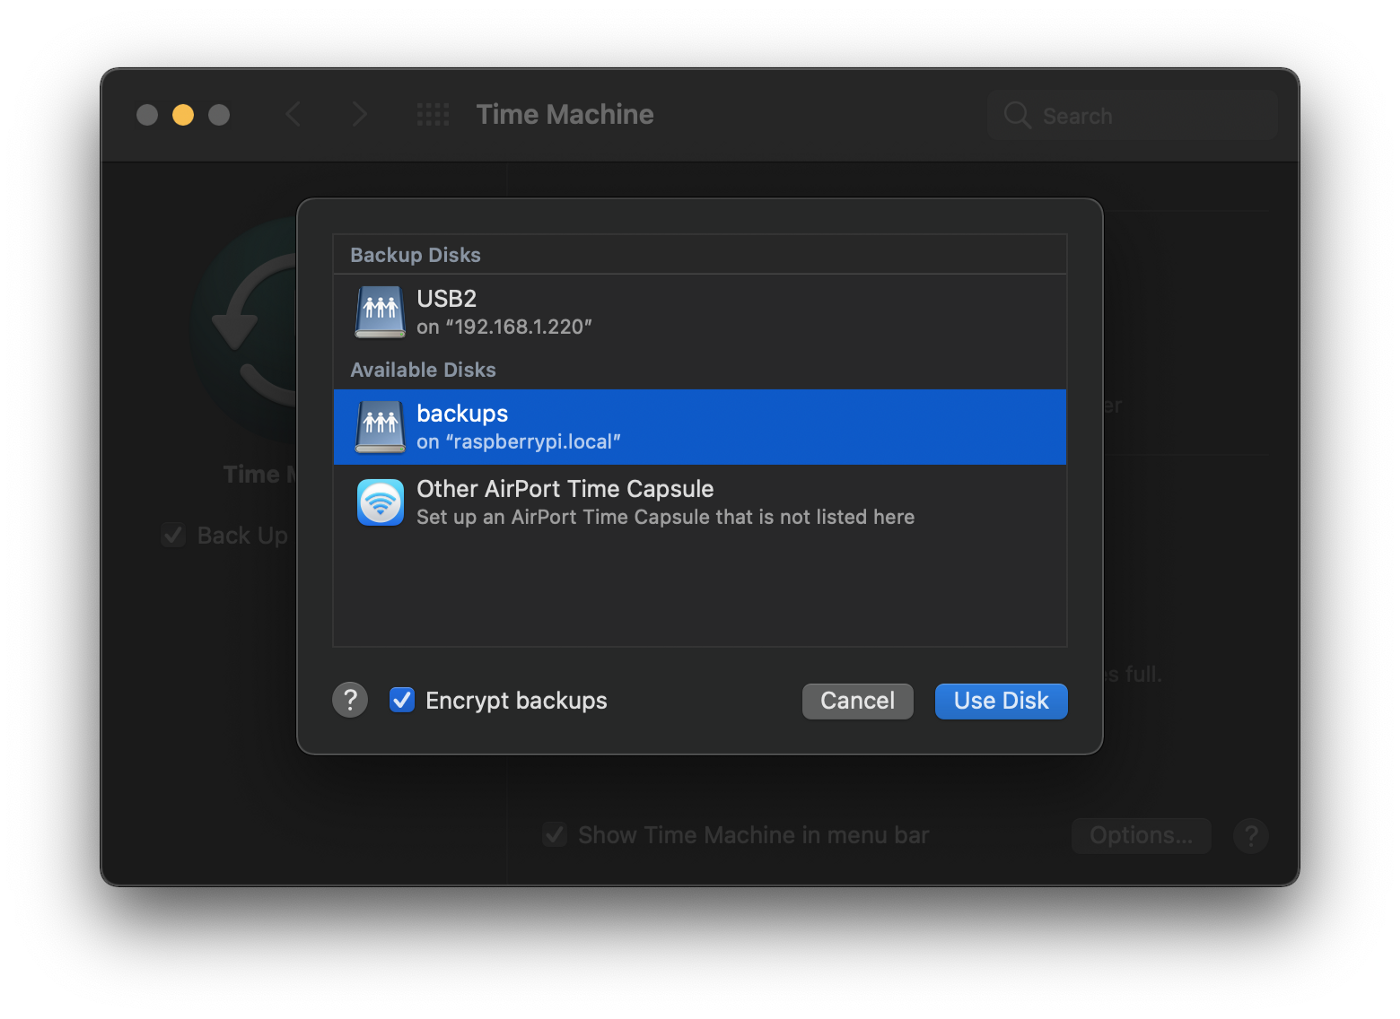 Time Machine
Search
Backup Disks
USB2
on “192.168.1.220”
Available Disks
backups
on “raspberrypi.local”
Other AirPort Time Capsule
Set up an AirPort Time Capsule that is not listed here
Time
Back Up
full.
? Encrypt backups
Cancel
Use Disk
Show Time Machine in menu bar
Options...
?